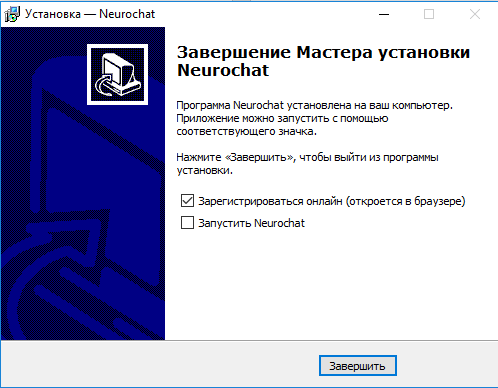 Установка — Neurochat
Завершение Мастера установки
Neurochat
Программа Neurochat установлена на ваш компьютер.
Приложение можно запустить с помощью
соответствующего значка.
Нажмите «Завершить», чтобы выйти из программы
установки.
Зарегистрироваться онлайн (откроется в браузере)
Запустить Neurochat
Завершить